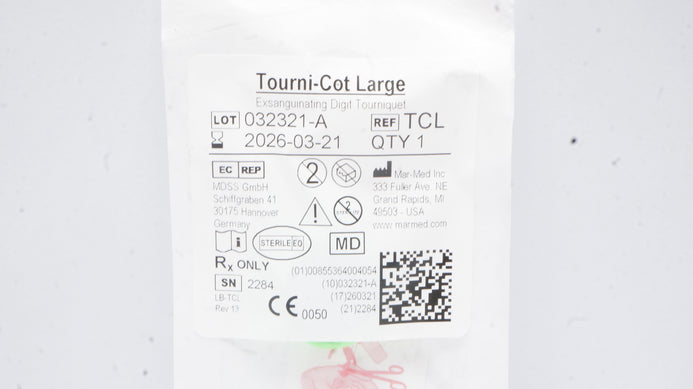 Tourni-Cot Large
Exsanguinating Digit Tourniquet
LOT 032321-A REF TCL
2026-03-21 QTY 1
EC REP
MDSS GmbH
Schiffgraben 41
30175 Hannover
Germany
2
Mar-Med Inc
333 Fuller Ave. NE
Grand Rapids, MI
49503 - USA
www.marmed.com
2
i STERILE EO MD
Rx ONLY
SN 2284
LB-TCL
Rev 13
CE 0050
(01)00855364004054
(10)032321-A
(17)260321
(21)2284